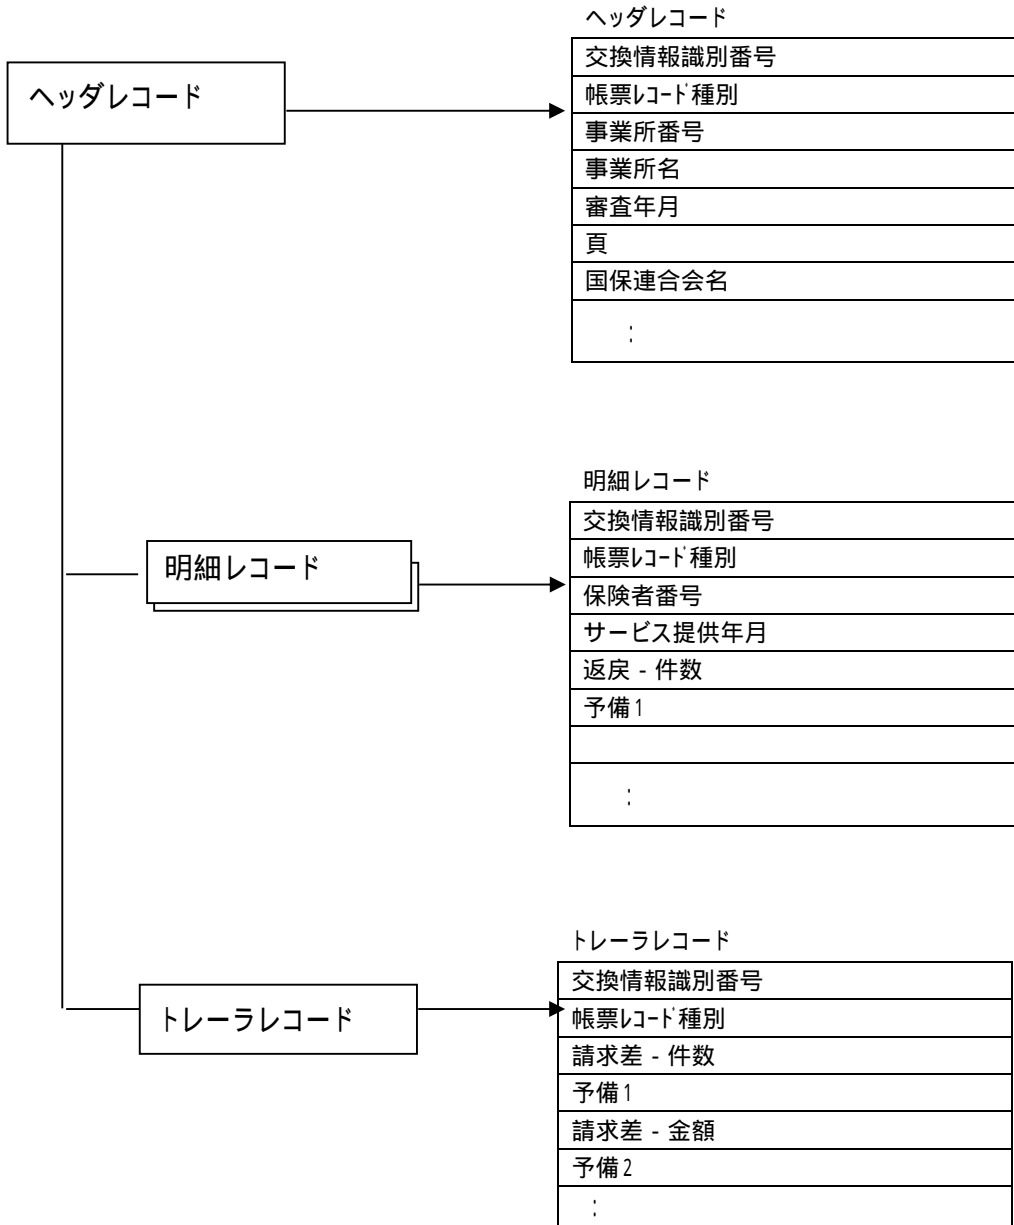 ヘッダレコード
ヘッダレコード
交換情報識別番号
帳票ﾚｺｰﾄﾞ種別
事業所番号
事業所名
審査年月
頁
国保連合会名
:
明細レコード
明細レコード
交換情報識別番号
帳票ﾚｺｰﾄﾞ種別
保険者番号
サービス提供年月
返戻‐件数
予備1
:
トレーラレコード
トレーラレコード
交換情報識別番号
帳票ﾚｺｰﾄﾞ種別
請求差‐件数
予備1
請求差‐金額
予備2
: